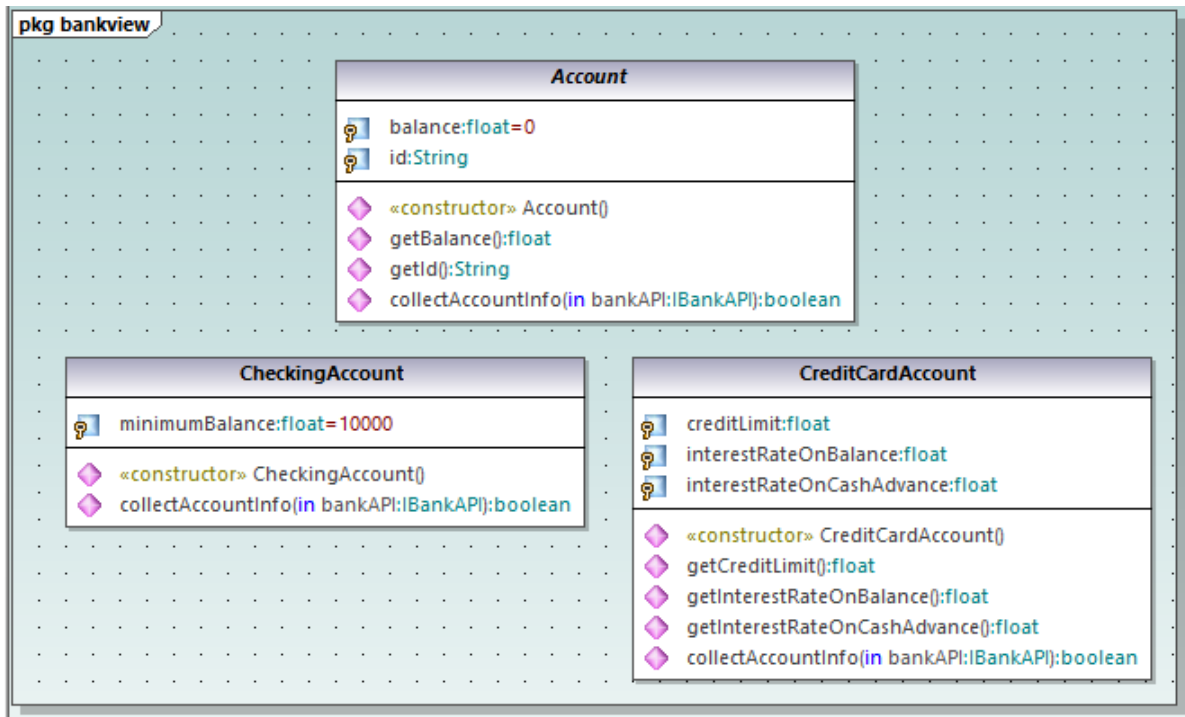 pkg bankview
Account
balance:float=0
id:String
«constructor» Account()
getBalance():float
getId():String
collectAccountInfo(in bankAPI:IBankAPI):boolean
CheckingAccount
minimumBalance:float=10000
«constructor» CheckingAccount()
collectAccountInfo(in bankAPI:IBankAPI):boolean
CreditCardAccount
creditLimit:float
interestRateOnBalance:float
interestRateOnCashAdvance:float
«constructor» CreditCardAccount()
getCreditLimit():float
getInterestRateOnBalance():float
getInterestRateOnCashAdvance():float
collectAccountInfo(in bankAPI:IBankAPI):boolean